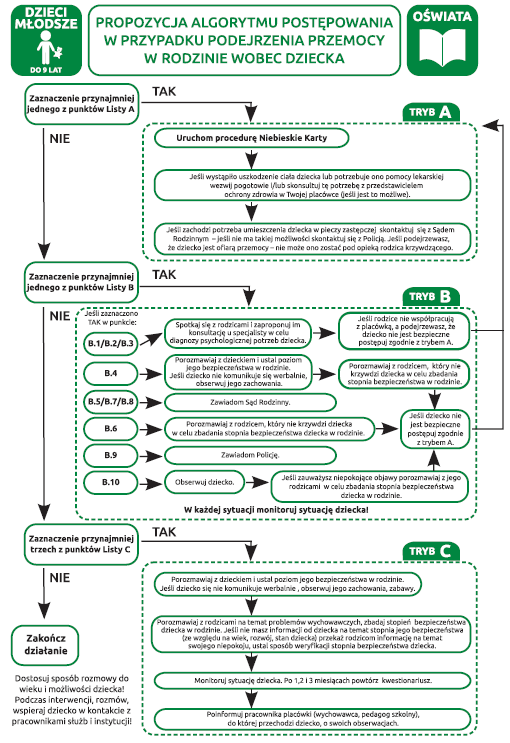 DZIECI
MŁODSZE
DO 9 LAT
PROPOZYCJA ALGORYTMU POSTĘPOWANIA
W PRZYPADKU PODEJRZENIA PRZEMOCY
W RODZINIE WOBEC DZIECKA
OŚWIATA
Zaznaczenie przynajmniej
jednego z punktów Listy A
TAK
NIE
TRYB A
Uruchom procedurę Niebieskie Karty
Jeśli wystąpiło uszkodzenie ciała dziecka lub potrzebuje ono pomocy lekarskiej
wezwij pogotowie i/lub skonsultuj tę potrzebę z przedstawicielem
ochrony zdrowia w Twojej placówce (jeśli jest to możliwe).
Jeśli zachodzi potrzeba umieszczenia dziecka w pieczy zastępczej skontaktuj się z Sądem
Rodzinnym – jeśli nie ma takiej możliwości skontaktuj się z Policją. Jeśli podejrzewasz,
że dziecko jest ofiarą przemocy – nie może ono zostać pod opieką rodzica krzywdzącego.
Zaznaczenie przynajmniej
jednego z punktów Listy B
TAK
NIE
TRYB B
Jeśli zaznaczono
TAK w punkcie:
B.1/B.2/B.3
Spotkaj się z rodzicami i zaproponuj im
konsultację u specjalisty w celu
diagnozy psychologicznej potrzeb dziecka.
Jeśli rodzice nie współpracują
z placówką, a podejrzewasz, że
dziecko nie jest bezpieczne
postępuj zgodnie z trybem A.
B.4
Porozmawiaj z dzieckiem i ustal poziom
jego bezpieczeństwa w rodzinie.
Jeśli dziecko nie komunikuje się werbalnie,
obserwuj jego zachowania.
Porozmawiaj z rodzicem, który nie
krzywdzi dziecka w celu zbadania
stopnia bezpieczeństwa w rodzinie.
B.5/B.7/B.8
Zawiadom Sąd Rodzinny.
B.6
Porozmawiaj z rodzicem, który nie krzywdzi dziecka
w celu zbadania stopnia bezpieczeństwa dziecka w rodzinie.
Jeśli dziecko nie
jest bezpieczne
postępuj zgodnie
z trybem A.
B.9
Zawiadom Policję.
B.10
Obserwuj dziecko.
Jeśli zauważysz niepokojące objawy porozmawiaj z jego
rodzicami w celu zbadania stopnia bezpieczeństwa
dziecka w rodzinie.
W każdej sytuacji monitoruj sytuację dziecka!
Zaznaczenie przynajmniej
trzech z punktów Listy C
TAK
NIE
TRYB C
Porozmawiaj z dzieckiem i ustal poziom jego bezpieczeństwa w rodzinie.
Jeśli dziecko się nie komunikuje werbalnie , obserwuj jego zachowania, zabawy.
Porozmawiaj z rodzicami na temat problemów wychowawczych, zbadaj stopień bezpieczeństwa
dziecka w rodzinie. Jeśli nie masz informacji od dziecka na temat stopnia jego bezpieczeństwa
(ze względu na wiek, rozwój, stan dziecka) przekaż rodzicom informację na temat
swojego niepokoju, ustal sposób weryfikacji stopnia bezpieczeństwa dziecka.
Monitoruj sytuację dziecka. Po 1,2 i 3 miesiącach powtórz kwestionariusz.
Poinformuj pracownika placówki (wychowawca, pedagog szkolny),
do której przechodzi dziecko, o swoich obserwacjach.
Zakończ
działanie
Dostosuj sposób rozmowy do
wieku i możliwości dziecka!
Podczas interwencji, rozmów,
wspieraj dziecko w kontakcie z
pracownikami służb i instytucji!